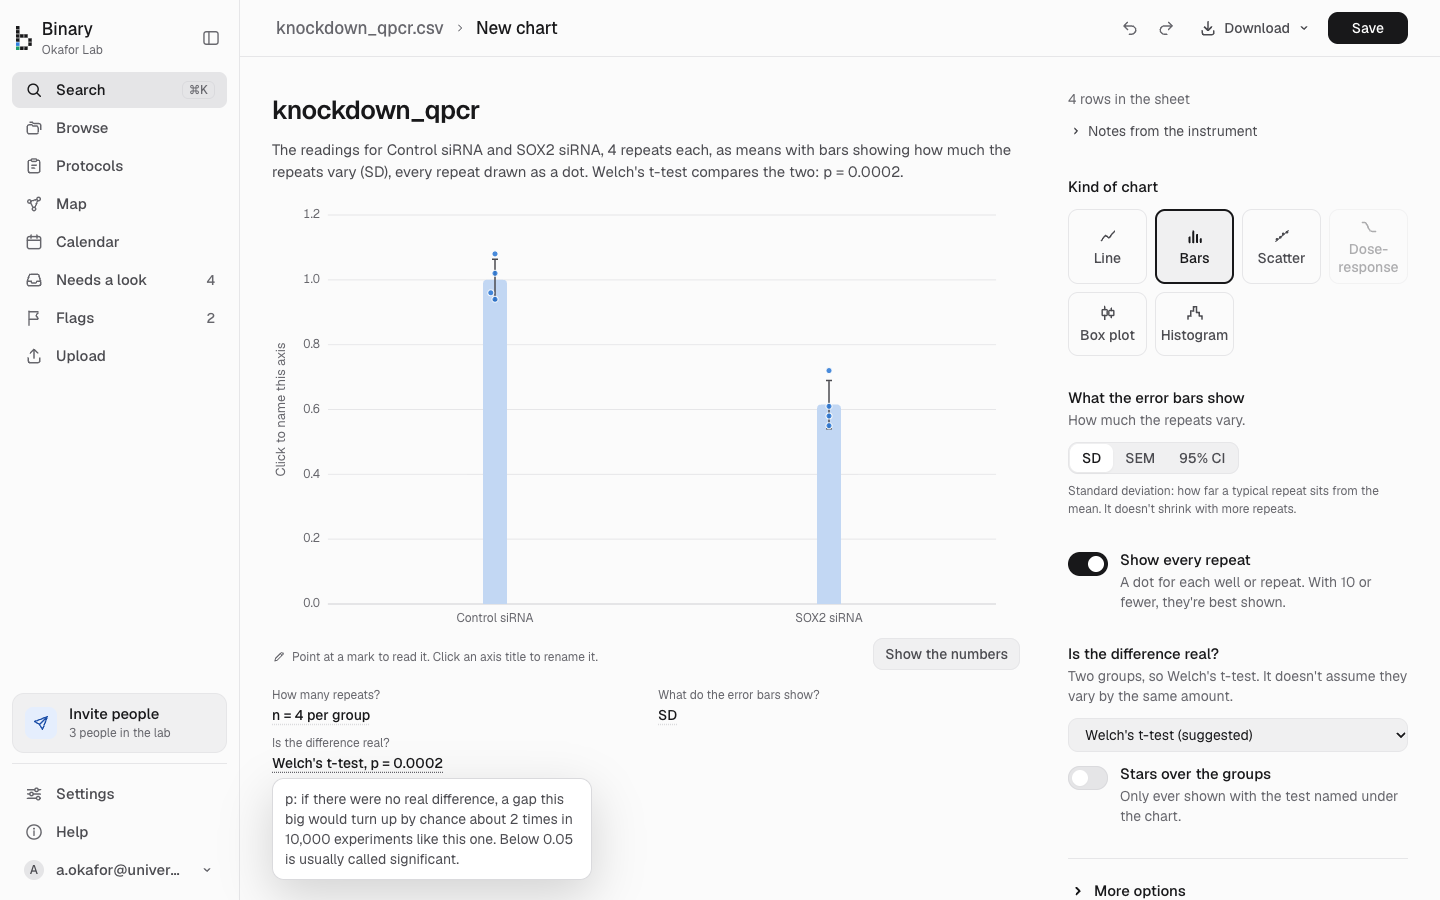 Binary
Okafor Lab
Search ⌘K
Browse
Protocols
Map
Calendar
Needs a look 4
Flags 2
Upload
Invite people
3 people in the lab
Settings
Help
A a.okafor@univer...
knockdown_qpcr.csv › New chart
Download
Save
knockdown_qpcr
The readings for Control siRNA and SOX2 siRNA, 4 repeats each, as means with bars showing how much the
repeats vary (SD), every repeat drawn as a dot. Welch's t-test compares the two: p = 0.0002.
1.2
1.0
0.8
0.6
0.4
0.2
0.0
Click to name this axis
Control siRNA
SOX2 siRNA
Point at a mark to read it. Click an axis title to rename it.
Show the numbers
How many repeats?
n = 4 per group
What do the error bars show?
SD
Is the difference real?
Welch's t-test, p = 0.0002
p: if there were no real difference, a gap this
big would turn up by chance about 2 times in
10,000 experiments like this one. Below 0.05
is usually called significant.
4 rows in the sheet
Notes from the instrument
Kind of chart
Line
Bars
Scatter
Dose-
response
Box plot
Histogram
What the error bars show
How much the repeats vary.
SD
SEM
95% CI
Standard deviation: how far a typical repeat sits from the
mean. It doesn't shrink with more repeats.
Show every repeat
A dot for each well or repeat. With 10 or
fewer, they're best shown.
Is the difference real?
Two groups, so Welch's t-test. It doesn't assume they
vary by the same amount.
Welch's t-test (suggested)
Stars over the groups
Only ever shown with the test named under
the chart.
More options